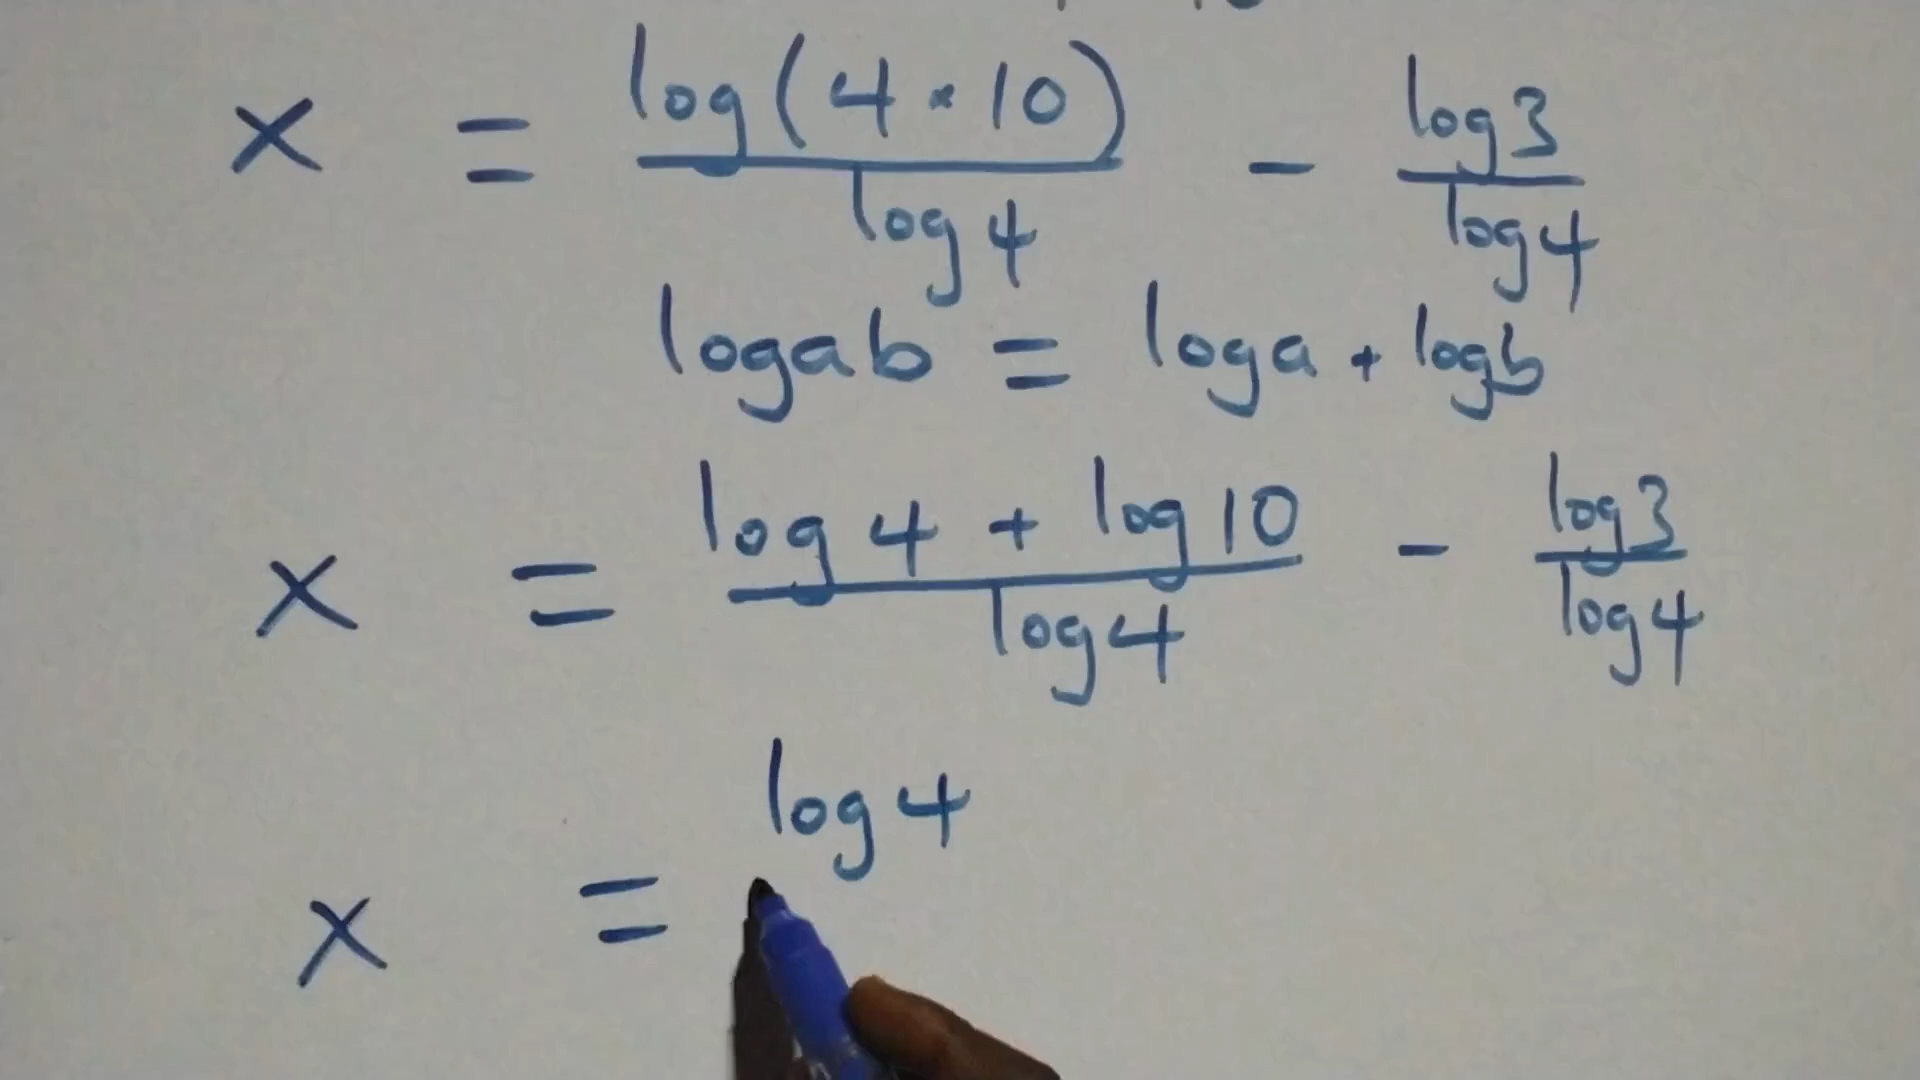 x = log(4×10)/log4 - log3/log4
logab = loga + logb
x = log4 + log10/log4 - log3/log4
x = log4